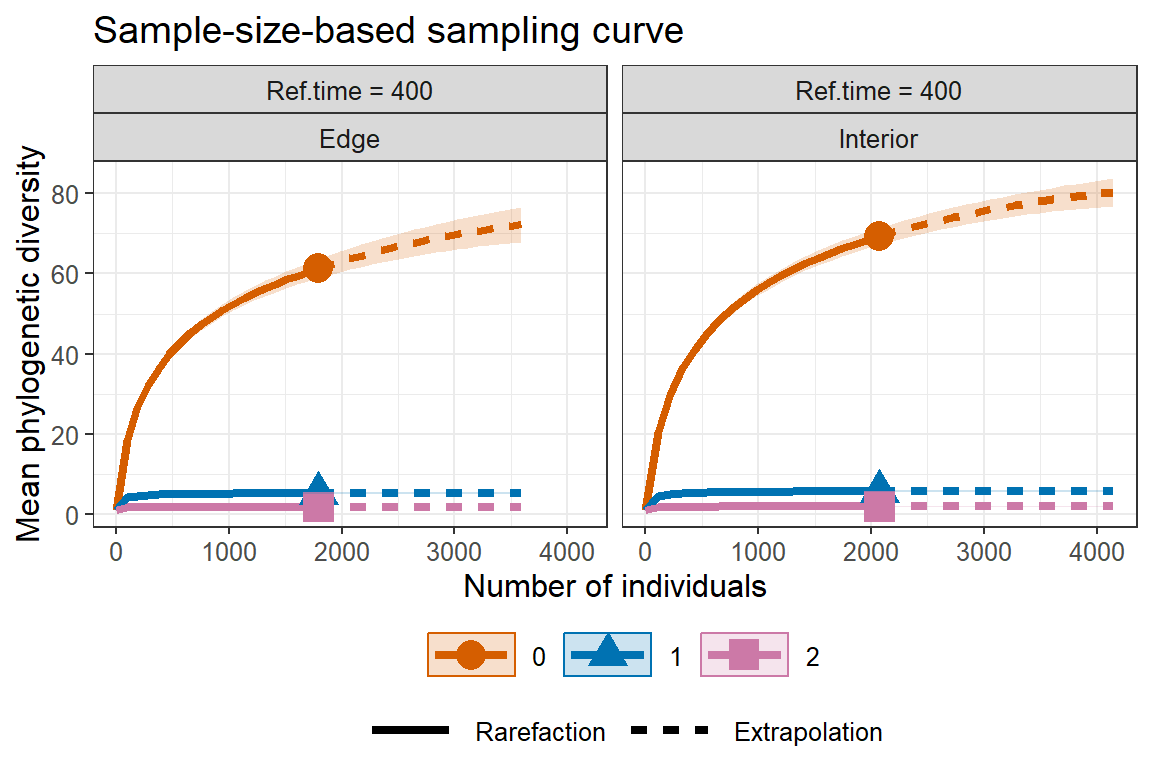 Sample-size-based sampling curve
Ref.time = 400 Ref.time = 400
Edge Interior
Mean phylogenetic diversity
80
60
40
20
0
0 1000 2000 3000 4000 0 1000 2000 3000 4000
Number of individuals
0 1 2
Rarefaction Extrapolation